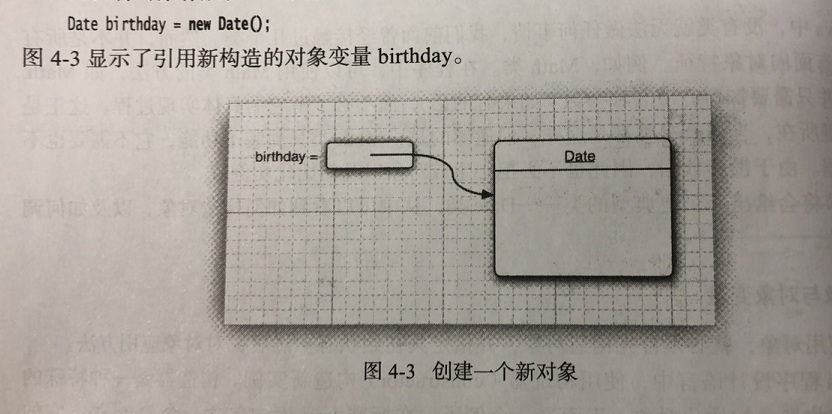 Date birthday = new Date();
图 4-3 显示了引用新构造的对象变量 birthday。
birthday =
Date
图 4-3 创建一个新对象